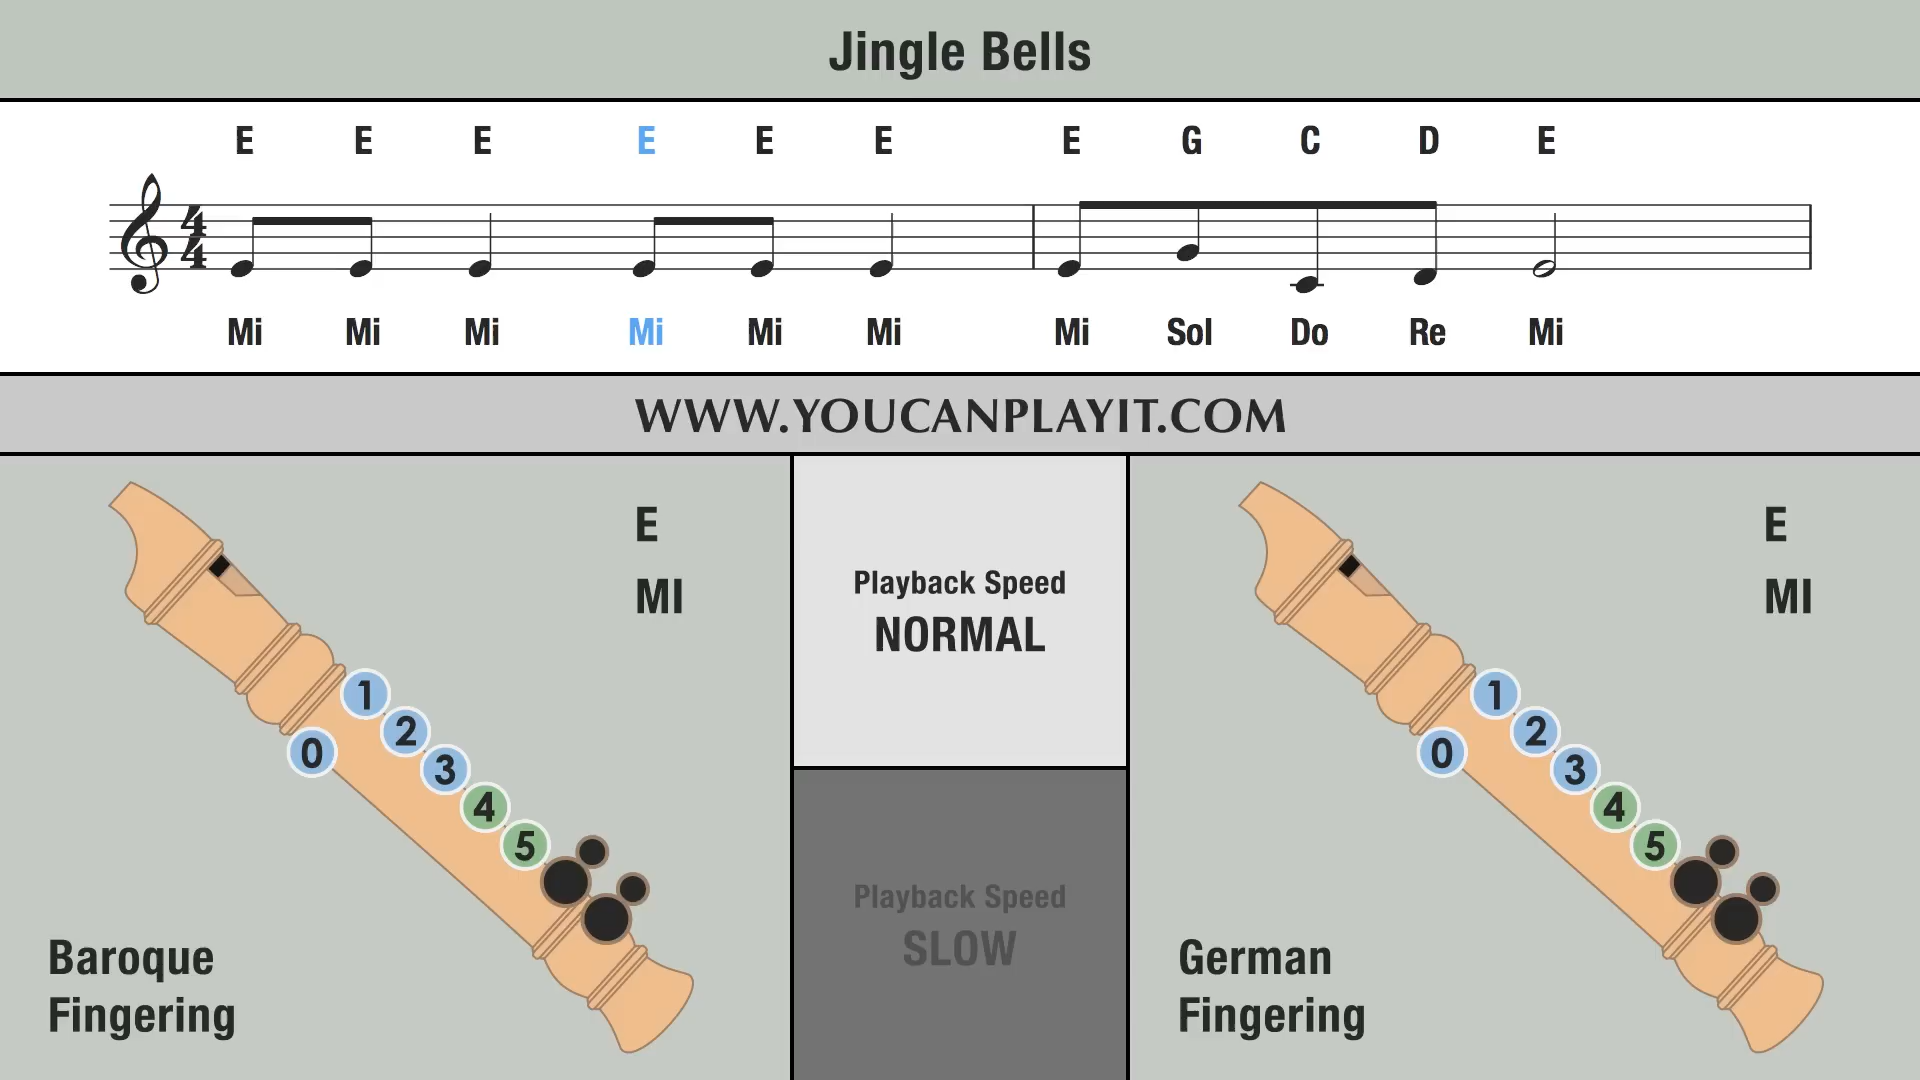 Jingle Bells
E E E E E E E G C D E
4
4
Mi Mi Mi Mi Mi Mi Mi Sol Do Re Mi
WWW.YOUCANPLAYIT.COM
E
MI
1
2
3
0
4
5
Baroque
Fingering
Playback Speed
NORMAL
Playback Speed
SLOW
E
MI
1
2
3
0
4
5
German
Fingering